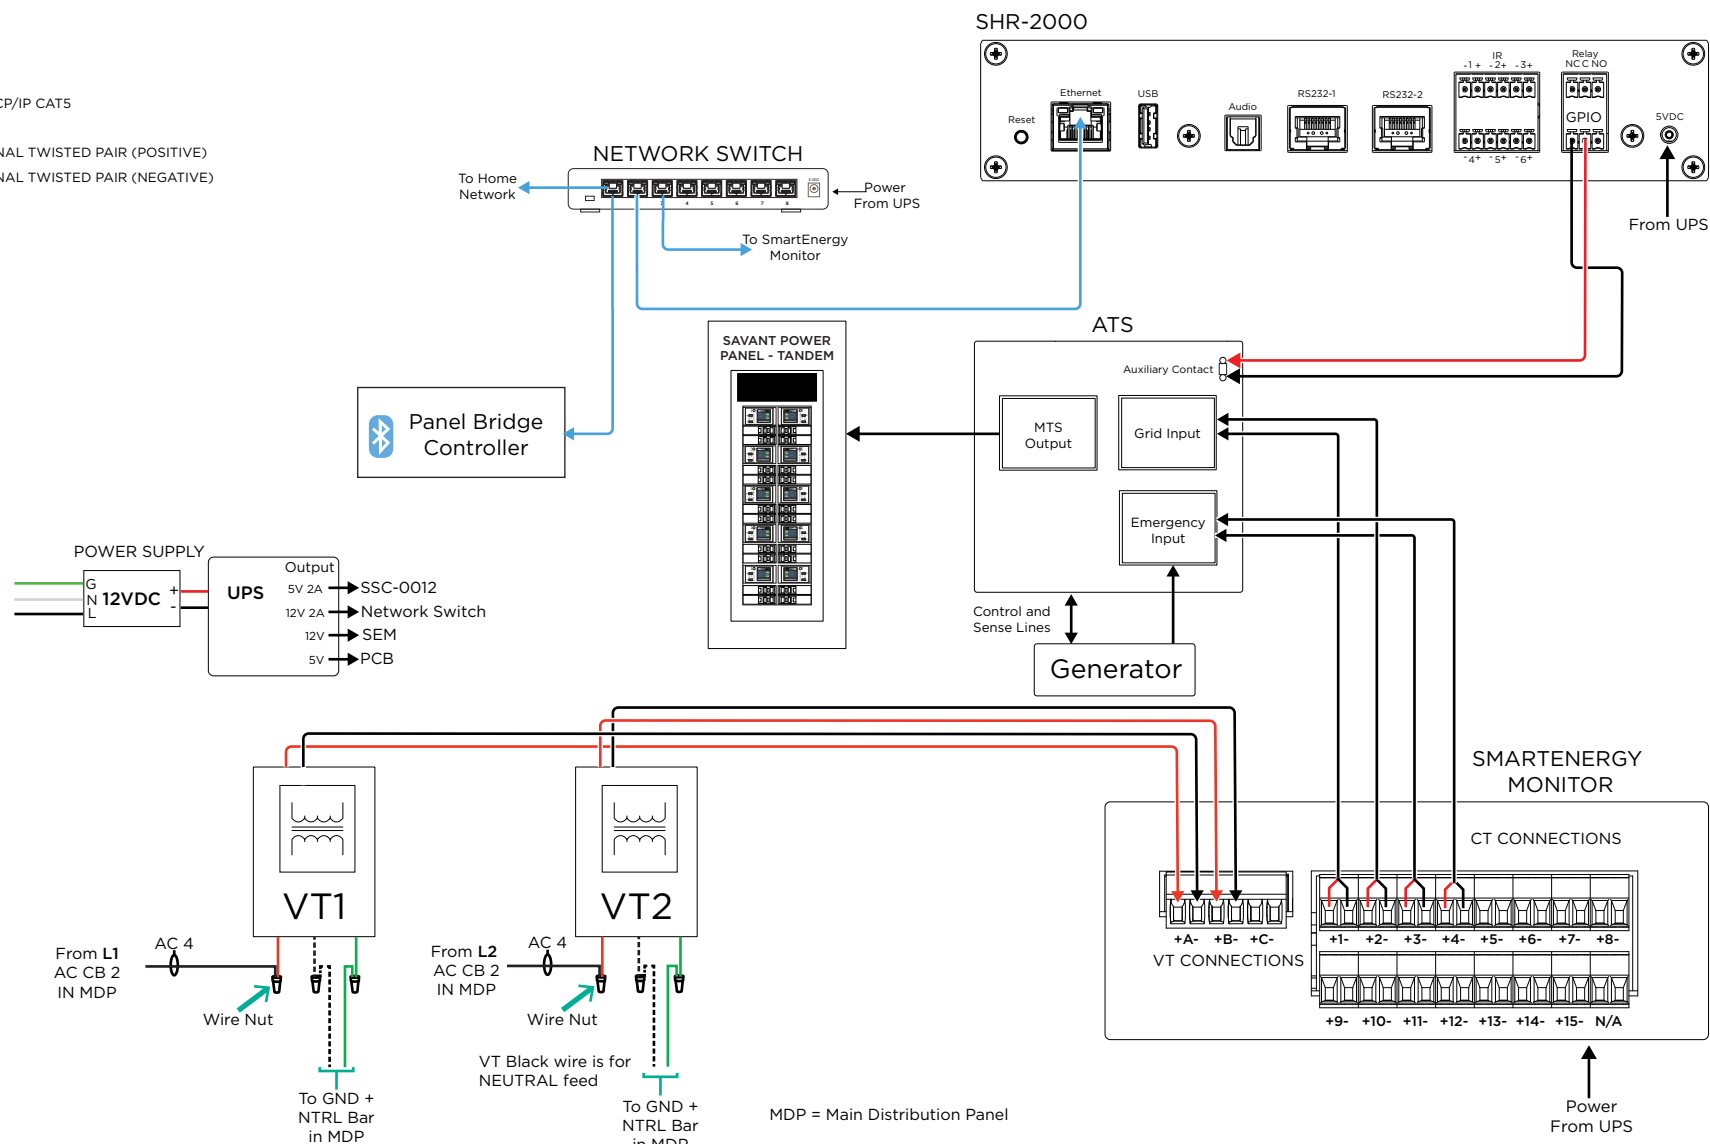 SHR-2000
CP/IP CAT5
NAL TWISTED PAIR (POSITIVE)
NAL TWISTED PAIR (NEGATIVE)
Reset
Ethernet
USB
Audio
RS232-1
RS232-2
IR
-1 + -2+ -3+
-4+ -5+ -6+
Relay
NC C NO
GPIO
5VDC
From UPS
NETWORK SWITCH
To Home
Network
4 5 6 7 8
Power
From UPS
To SmartEnergy
Monitor
SAVANT POWER
PANEL - TANDEM
Panel Bridge
Controller
ATS
Auxiliary Contact
MTS
Output
Grid Input
Emergency
Input
Control and
Sense Lines
Generator
POWER SUPPLY
G
N
L
12VDC
+
-
UPS
Output
5V 2A
SSC-0012
12V 2A
Network Switch
12V
SEM
5V
PCB
VT1
VT2
From L1
AC CB 2
IN MDP
AC 4
Wire Nut
To GND +
NTRL Bar
in MDP
From L2
AC CB 2
IN MDP
AC 4
Wire Nut
VT Black wire is for
NEUTRAL feed
To GND +
NTRL Bar
in MDP
MDP = Main Distribution Panel
SMARTENERGY
MONITOR
CT CONNECTIONS
+A- +B- +C-
VT CONNECTIONS
+1- +2- +3- +4- +5- +6- +7- +8-
+9- +10- +11- +12- +13- +14- +15- N/A
Power
From UPS